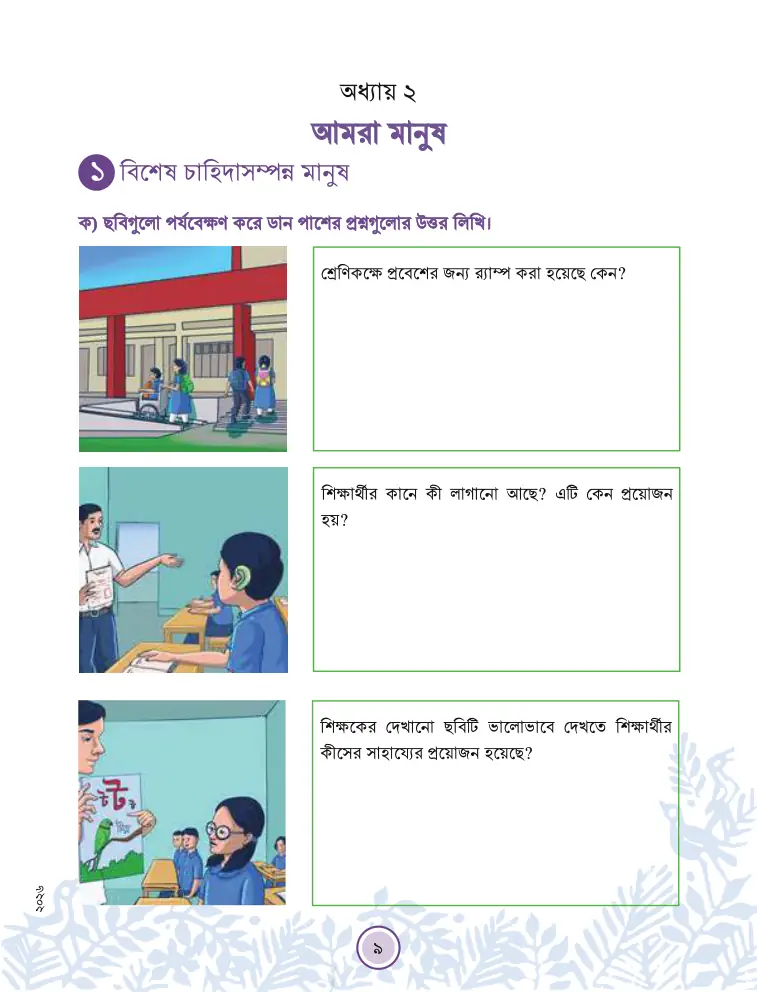 অধ্যায় ২
আমরা মানুষ
১ বিশেষ চাহিদাসম্পন্ন মানুষ
ক) ছবিগুলো পর্যবেক্ষণ করে ডান পাশের প্রশ্নগুলোর উত্তর লিখি।
শ্রেণিকক্ষে প্রবেশের জন্য র‍্যাম্প করা হয়েছে কেন?
শিক্ষার্থীর কানে কী লাগানো আছে? এটি কেন প্রয়োজন
হয়?
শিক্ষকের দেখানো ছবিটি ভালোভাবে দেখতে শিক্ষার্থীর
কীসের সাহায্যের প্রয়োজন হয়েছে?
ট ট ট
টিয়া
২০২৬
৯